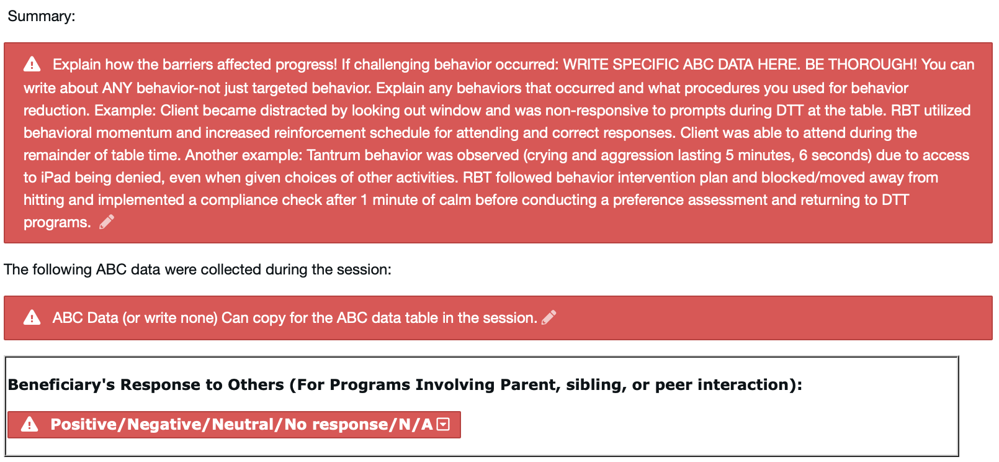 Summary:
Explain how the barriers affected progress! If challenging behavior occurred: WRITE SPECIFIC ABC DATA HERE. BE THOROUGH! You can
write about ANY behavior-not just targeted behavior. Explain any behaviors that occurred and what procedures you used for behavior
reduction. Example: Client became distracted by looking out window and was non-responsive to prompts during DTT at the table. RBT utilized
behavioral momentum and increased reinforcement schedule for attending and correct responses. Client was able to attend during the
remainder of table time. Another example: Tantrum behavior was observed (crying and aggression lasting 5 minutes, 6 seconds) due to access
to iPad being denied, even when given choices of other activities. RBT followed behavior intervention plan and blocked/moved away from
hitting and implemented a compliance check after 1 minute of calm before conducting a preference assessment and returning to DTT
programs.
The following ABC data were collected during the session:
ABC Data (or write none) Can copy for the ABC data table in the session.
Beneficiary's Response to Others (For Programs Involving Parent, sibling, or peer interaction):
Positive/Negative/Neutral/No response/N/A